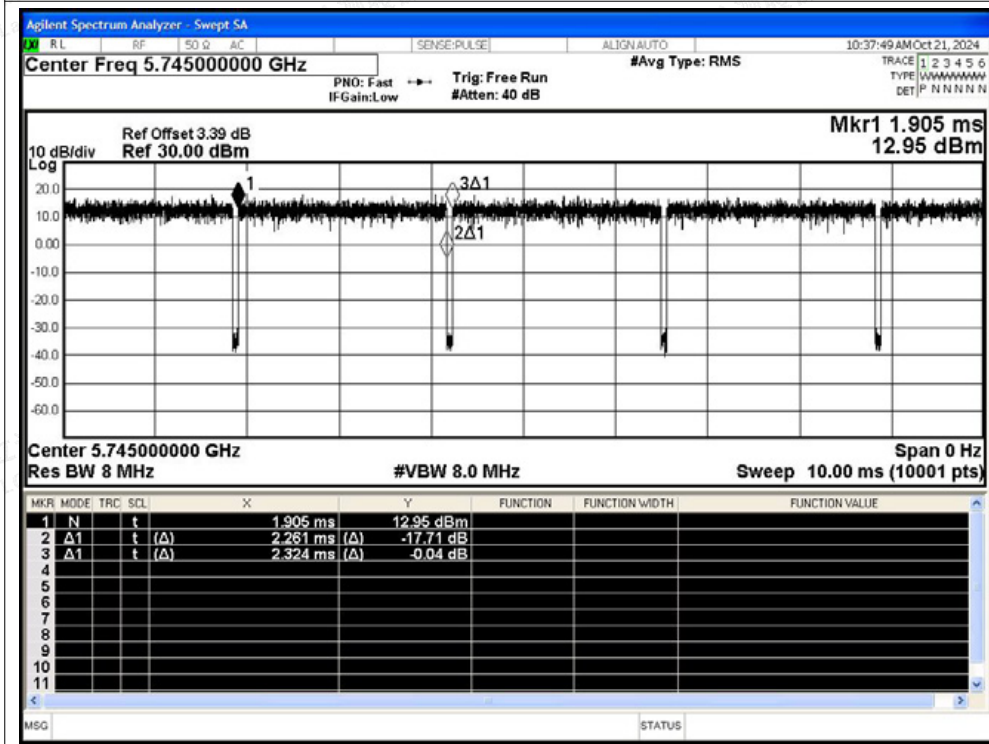 Agilent Spectrum Analyzer - Swept SA
RL RF 50 Ω AC SENSE:PULSE ALIGN AUTO 10:37:49 AM Oct 21, 2024
Center Freq 5.745000000 GHz #Avg Type: RMS TRACE 1 2 3 4 5 6
PNO: Fast Trig: Free Run TYPE WWWWWW
IFGain:Low #Atten: 40 dB DET P N N N N N
Mkr1 1.905 ms
Ref Offset 3.39 dB
10 dB/div Ref 30.00 dBm 12.95 dBm
Log
20.0
10.0
0.00
-10.0
-20.0
-30.0
-40.0
-50.0
-60.0
1
3Δ1
2Δ1
Center 5.745000000 GHz Span 0 Hz
Res BW 8 MHz #VBW 8.0 MHz Sweep 10.00 ms (10001 pts)
MKR MODE TRC SCL X Y FUNCTION FUNCTION WIDTH FUNCTION VALUE
1 N t 1.905 ms 12.95 dBm
2 Δ1 t (Δ) 2.261 ms (Δ) -17.71 dB
3 Δ1 t (Δ) 2.324 ms (Δ) -0.04 dB
4
5
6
7
8
9
10
11
MSG STATUS